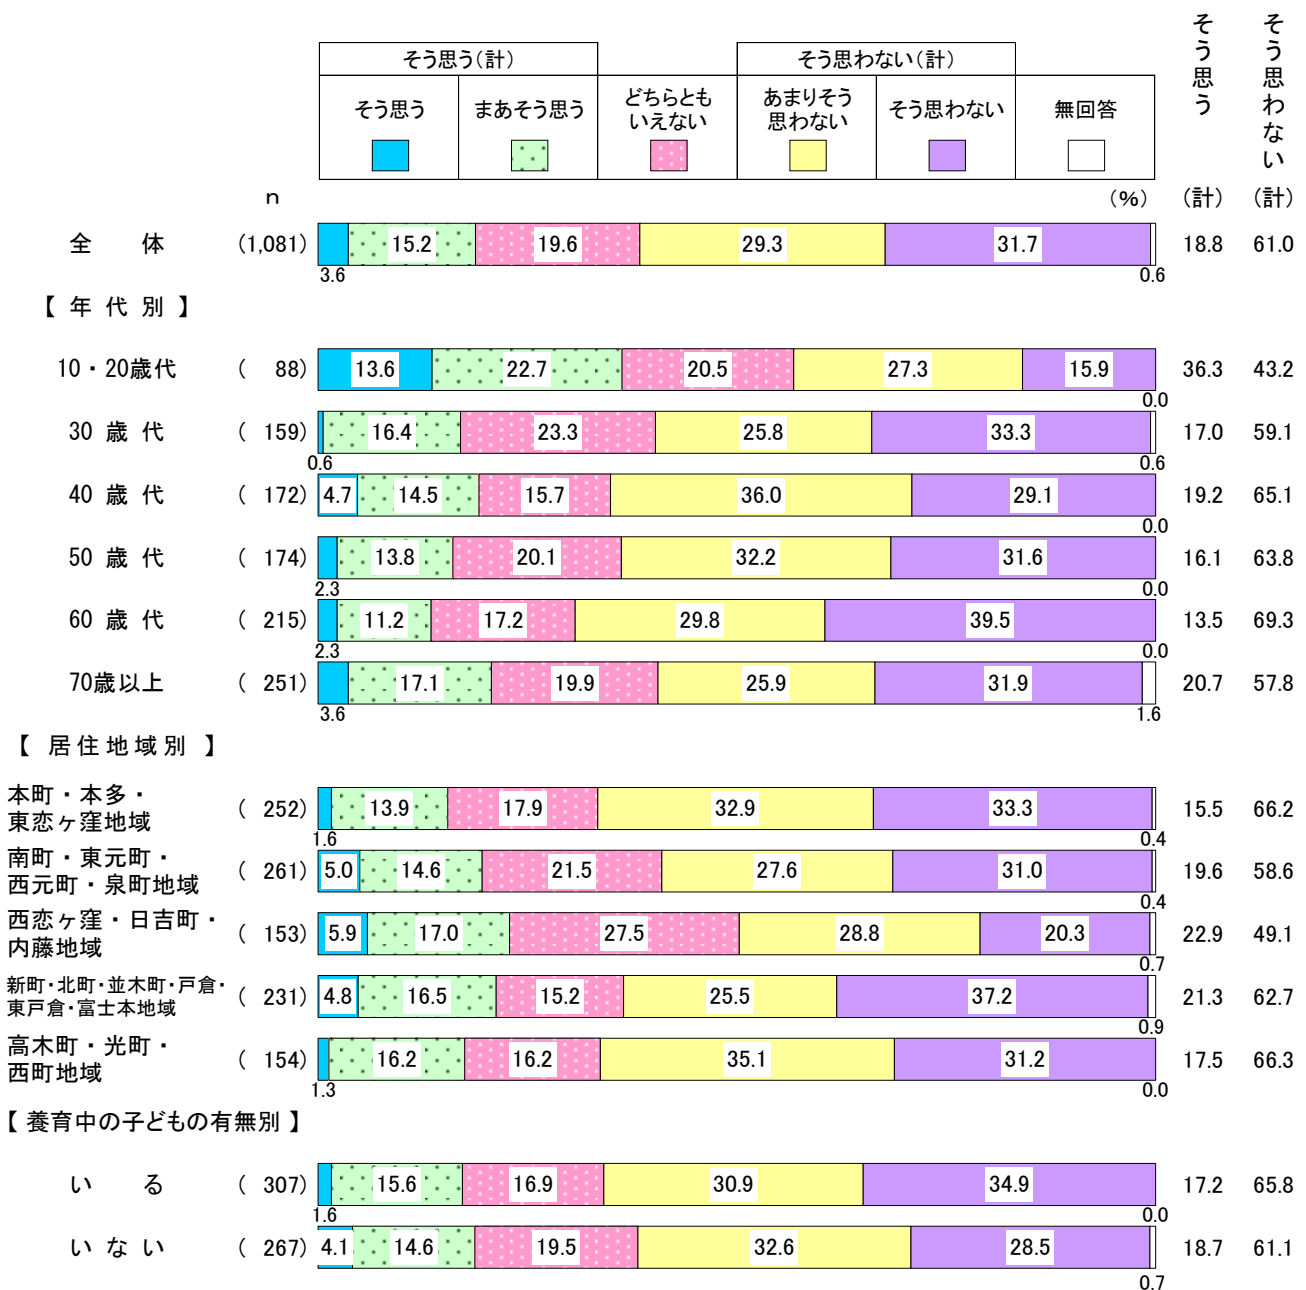 そう思う(計) そう思わない(計)
そう思う まあそう思う どちらとも あまりそう そう思わない 無回答
いえない 思わない
そう思う そう思わない
n (%) (計) (計)
全 体 (1,081) 15.2 19.6 29.3 31.7 18.8 61.0
3.6 0.6
【 年 代 別 】
10・20歳代 ( 88) 13.6 22.7 20.5 27.3 15.9 36.3 43.2
0.0
30 歳 代 ( 159) 16.4 23.3 25.8 33.3 17.0 59.1
0.6 0.6
40 歳 代 ( 172) 4.7 14.5 15.7 36.0 29.1 19.2 65.1
0.0
50 歳 代 ( 174) 13.8 20.1 32.2 31.6 16.1 63.8
2.3 0.0
60 歳 代 ( 215) 11.2 17.2 29.8 39.5 13.5 69.3
2.3 0.0
70歳以上 ( 251) 17.1 19.9 25.9 31.9 20.7 57.8
3.6 1.6
【 居 住 地 域 別 】
本町・本多・
東恋ヶ窪地域 ( 252) 13.9 17.9 32.9 33.3 15.5 66.2
1.6 0.4
南町・東元町・
西元町・泉町地域 ( 261) 5.0 14.6 21.5 27.6 31.0 19.6 58.6
0.4
西恋ヶ窪・日吉町・
内藤地域 ( 153) 5.9 17.0 27.5 28.8 20.3 22.9 49.1
0.7
新町・北町・並木町・戸倉・
東戸倉・富士本地域 ( 231) 4.8 16.5 15.2 25.5 37.2 21.3 62.7
0.9
高木町・光町・
西町地域 ( 154) 16.2 16.2 35.1 31.2 17.5 66.3
1.3 0.0
【 養育中の子どもの有無別 】
い る ( 307) 15.6 16.9 30.9 34.9 17.2 65.8
1.6 0.0
い な い ( 267) 4.1 14.6 19.5 32.6 28.5 18.7 61.1
0.7